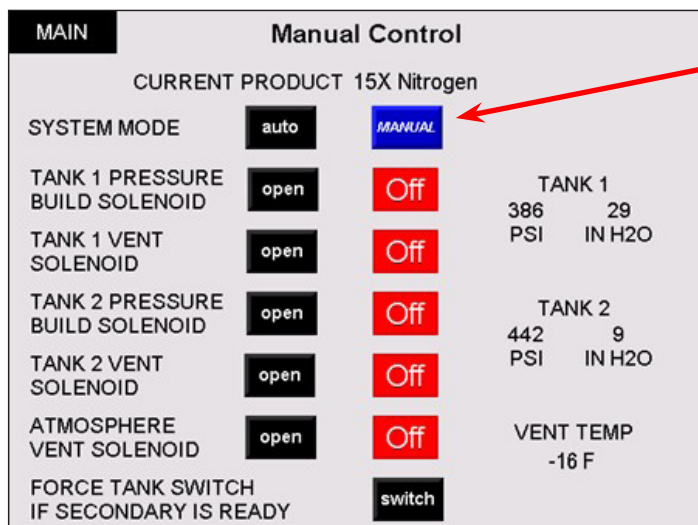 MAIN
Manual Control
CURRENT PRODUCT 15X Nitrogen
SYSTEM MODE auto MANUAL
TANK 1 PRESSURE
BUILD SOLENOID open Off
TANK 1
386 29
PSI IN H2O
TANK 1 VENT
SOLENOID open Off
TANK 2 PRESSURE
BUILD SOLENOID open Off
TANK 2
442 9
PSI IN H2O
TANK 2 VENT
SOLENOID open Off
ATMOSPHERE
VENT SOLENOID open Off
VENT TEMP
-16 F
FORCE TANK SWITCH
IF SECONDARY IS READY switch